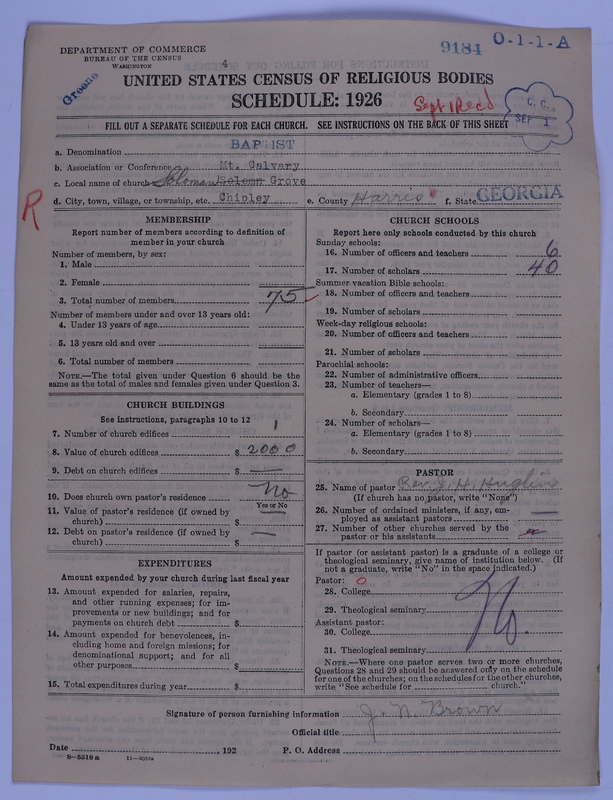 DEPARTMENT OF COMMERCE
BUREAU OF THE CENSUS
WASHINGTON
4
9184
O-1-1-A
Greene
UNITED STATES CENSUS OF RELIGIOUS BODIES
SCHEDULE: 1926
Sept 1 Recd
C. C.
SEP 1
FILL OUT A SEPARATE SCHEDULE FOR EACH CHURCH. SEE INSTRUCTIONS ON THE BACK OF THIS SHEET
a. Denomination BAPTIST
b. Association or Conference Mt. Calvary
c. Local name of church Soloman Grove
d. City, town, village, or township, etc. Chipley e. County Harris f. State GEORGIA
R
MEMBERSHIP
Report number of members according to definition of
member in your church
Number of members, by sex:
1. Male
2. Female
3. Total number of members 75
Number of members under and over 13 years old:
4. Under 13 years of age
5. 13 years old and over
6. Total number of members
NOTE.—The total given under Question 6 should be the
same as the total of males and females given under Question 3.
CHURCH BUILDINGS
See instructions, paragraphs 10 to 12
7. Number of church edifices 1
8. Value of church edifices $ 2000
9. Debt on church edifices $ —
10. Does church own pastor's residence No
Yes or No
11. Value of pastor's residence (if owned by
church) $ —
12. Debt on pastor's residence (if owned by
church) $ —
EXPENDITURES
Amount expended by your church during last fiscal year
13. Amount expended for salaries, repairs,
and other running expenses; for im-
provements or new buildings; and for
payments on church debt $
14. Amount expended for benevolences, in-
cluding home and foreign missions; for
denominational support; and for all
other purposes $
15. Total expenditures during year $
CHURCH SCHOOLS
Report here only schools conducted by this church
Sunday schools:
16. Number of officers and teachers 6
17. Number of scholars 40
Summer vacation Bible schools:
18. Number of officers and teachers
19. Number of scholars
Week-day religious schools:
20. Number of officers and teachers
21. Number of scholars
Parochial schools:
22. Number of administrative officers
23. Number of teachers—
a. Elementary (grades 1 to 8)
b. Secondary
24. Number of scholars—
a. Elementary (grades 1 to 8)
b. Secondary
PASTOR
25. Name of pastor Rev. J. H. Hughlin
(If church has no pastor, write "None")
26. Number of ordained ministers, if any, em-
ployed as assistant pastors —
27. Number of other churches served by the
pastor or his assistants
If pastor (or assistant pastor) is a graduate of a college or
theological seminary, give name of institution below. (If
not a graduate, write "No" in the space indicated.)
Pastor: O
28. College
29. Theological seminary No.
Assistant pastor:
30. College
31. Theological seminary
NOTE.—Where one pastor serves two or more churches,
Questions 28 and 29 should be answered only on the schedule
for one of the churches; on the schedules for the other churches,
write "See schedule for church."
Signature of person furnishing information J. N. Brown
Official title
Date , 192 P. O. Address
8-5518 a